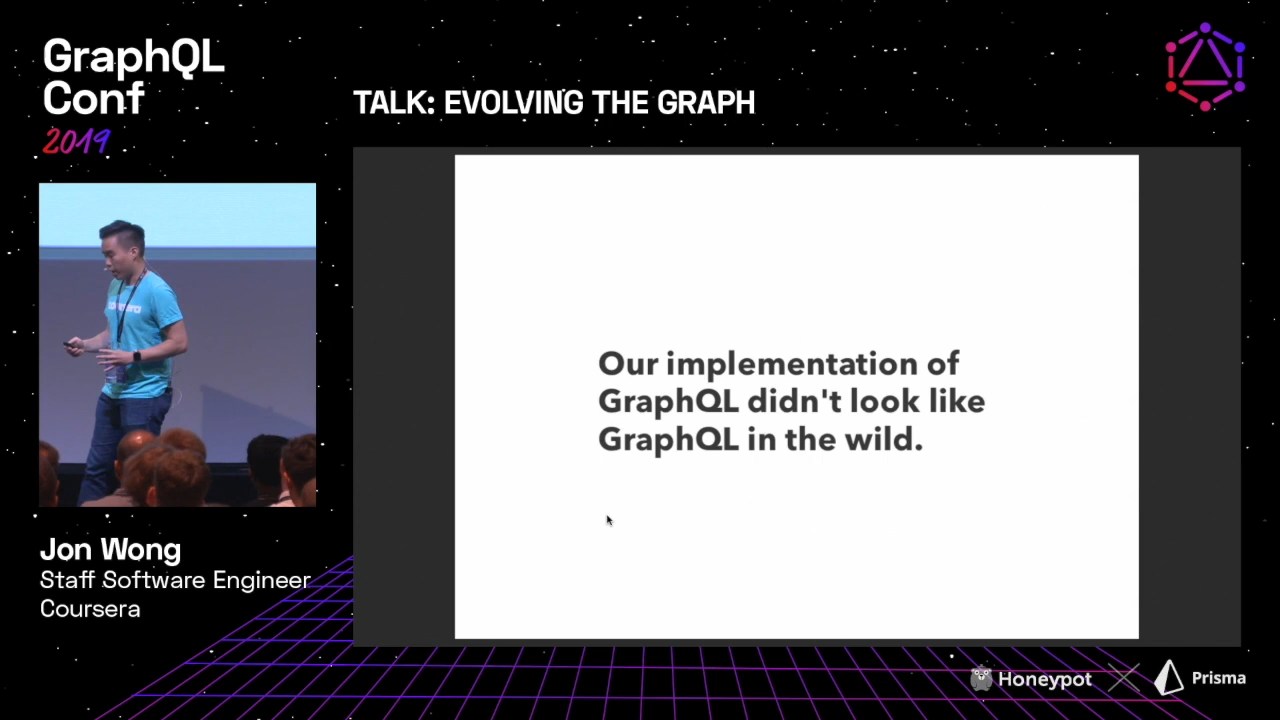 GraphQL
Conf
2019
TALK: EVOLVING THE GRAPH
Our implementation of
GraphQL didn't look like
GraphQL in the wild.
Jon Wong
Staff Software Engineer
Coursera
Honeypot
Prisma